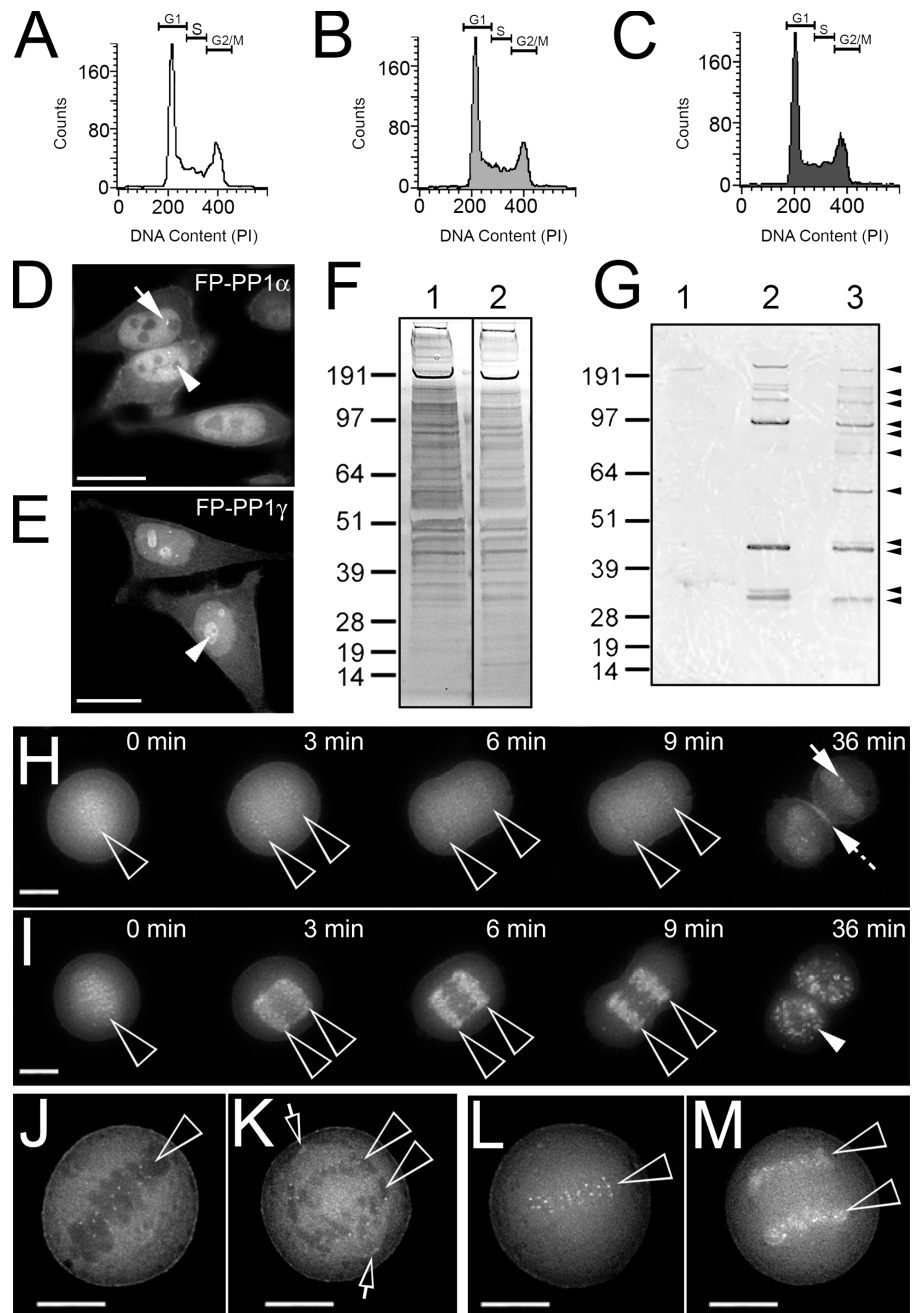 A
B
C
G1
S
G2/M
G1
S
G2/M
G1
S
G2/M
Counts
160
80
0
0 200 400
DNA Content (PI)
Counts
160
80
0
0 200 400
DNA Content (PI)
Counts
160
80
0
0 200 400
DNA Content (PI)
D
FP-PP1α
E
FP-PP1γ
F
1 2
191
97
64
51
39
28
19
14
G
1 2 3
191
97
64
51
39
28
19
14
H
0 min 3 min 6 min 9 min 36 min
I
0 min 3 min 6 min 9 min 36 min
J
K
L
M